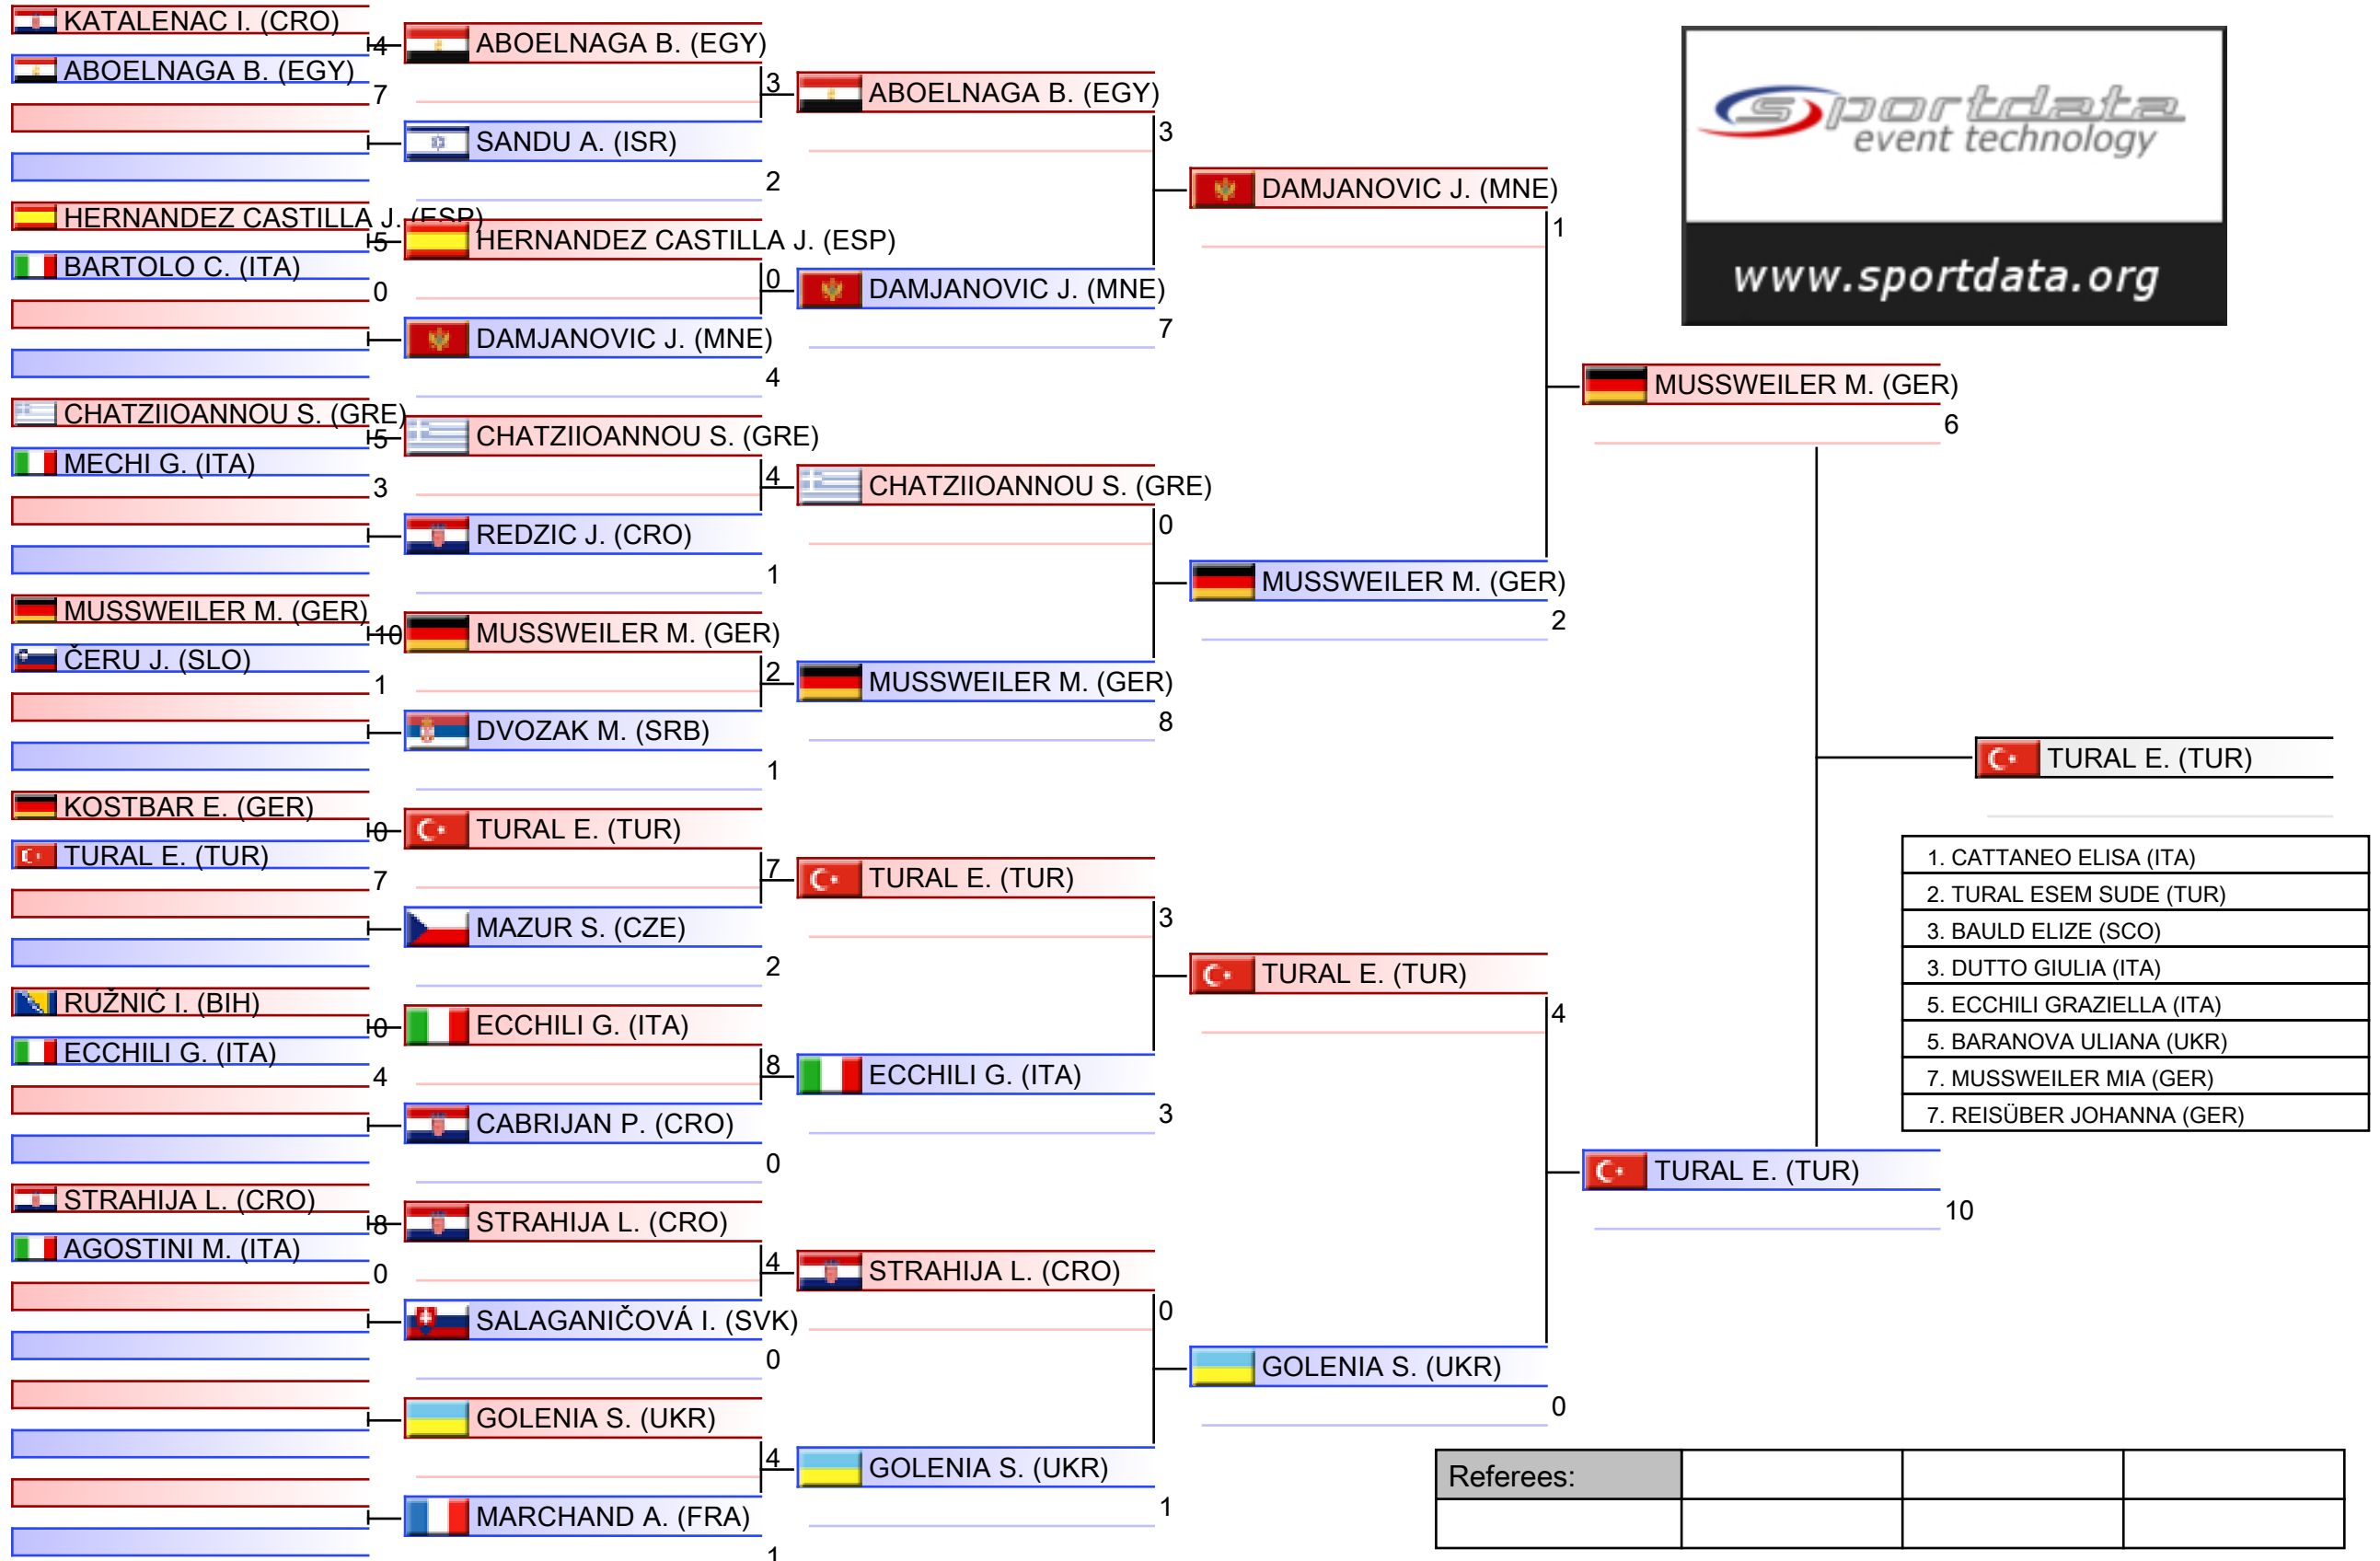 KATALENAC I. (CRO)
4
ABOELNAGA B. (EGY)
7
HERNANDEZ CASTILLA J. (ESP)
5
BARTOLO C. (ITA)
0
CHATZIIOANNOU S. (GRE)
5
MECHI G. (ITA)
3
MUSSWEILER M. (GER)
10
ČERU J. (SLO)
1
KOSTBAR E. (GER)
0
TURAL E. (TUR)
7
RUŽNIĆ I. (BIH)
0
ECCHILI G. (ITA)
4
STRAHIJA L. (CRO)
8
AGOSTINI M. (ITA)
0
ABOELNAGA B. (EGY)
3
SANDU A. (ISR)
2
HERNANDEZ CASTILLA J. (ESP)
0
DAMJANOVIC J. (MNE)
4
CHATZIIOANNOU S. (GRE)
4
REDZIC J. (CRO)
1
MUSSWEILER M. (GER)
2
DVOZAK M. (SRB)
1
TURAL E. (TUR)
7
MAZUR S. (CZE)
2
ECCHILI G. (ITA)
8
CABRIJAN P. (CRO)
0
STRAHIJA L. (CRO)
4
SALAGANIČOVÁ I. (SVK)
0
GOLENIA S. (UKR)
4
MARCHAND A. (FRA)
1
ABOELNAGA B. (EGY)
3
DAMJANOVIC J. (MNE)
7
CHATZIIOANNOU S. (GRE)
0
MUSSWEILER M. (GER)
8
TURAL E. (TUR)
3
ECCHILI G. (ITA)
3
STRAHIJA L. (CRO)
0
GOLENIA S. (UKR)
1
DAMJANOVIC J. (MNE)
1
MUSSWEILER M. (GER)
2
TURAL E. (TUR)
4
GOLENIA S. (UKR)
0
MUSSWEILER M. (GER)
6
TURAL E. (TUR)
10
TURAL E. (TUR)
sportdata
event technology
www.sportdata.org
1. CATTANEO ELISA (ITA)
2. TURAL ESEM SUDE (TUR)
3. BAULD ELIZE (SCO)
3. DUTTO GIULIA (ITA)
5. ECCHILI GRAZIELLA (ITA)
5. BARANOVA ULIANA (UKR)
7. MUSSWEILER MIA (GER)
7. REISÜBER JOHANNA (GER)
Referees: